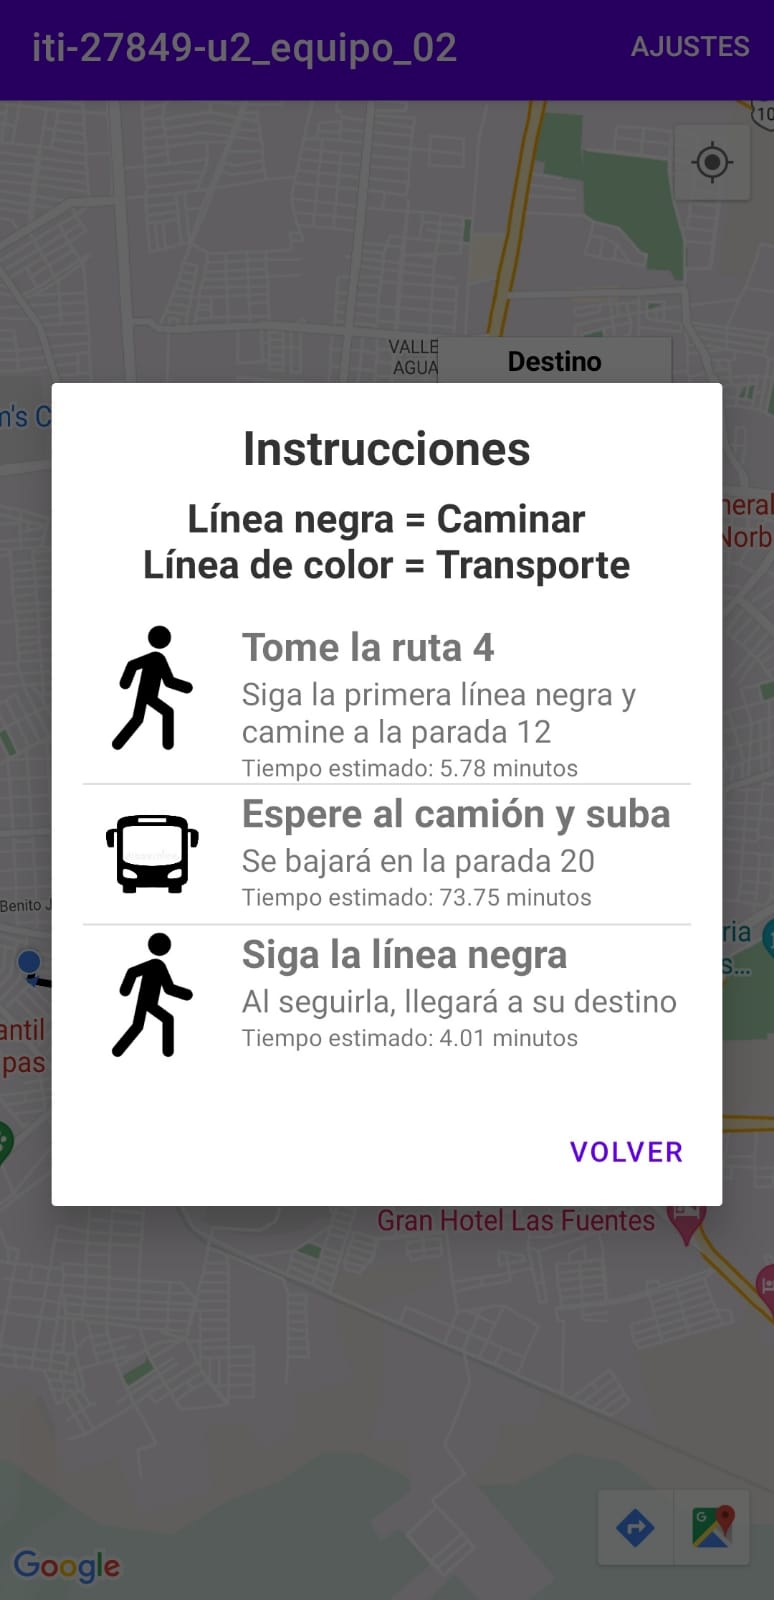 iti-27849-u2_equipo_02
AJUSTES
10
VALLE
AGUA
Destino
n's C
Instrucciones
Línea negra = Caminar
Línea de color = Transporte
neral
Norb
Tome la ruta 4
Siga la primera línea negra y
camine a la parada 12
Tiempo estimado: 5.78 minutos
Espere al camión y suba
Se bajará en la parada 20
Tiempo estimado: 73.75 minutos
Benito J
ria
s...
Siga la línea negra
Al seguirla, llegará a su destino
Tiempo estimado: 4.01 minutos
antil
pas
VOLVER
Gran Hotel Las Fuentes
G
Google